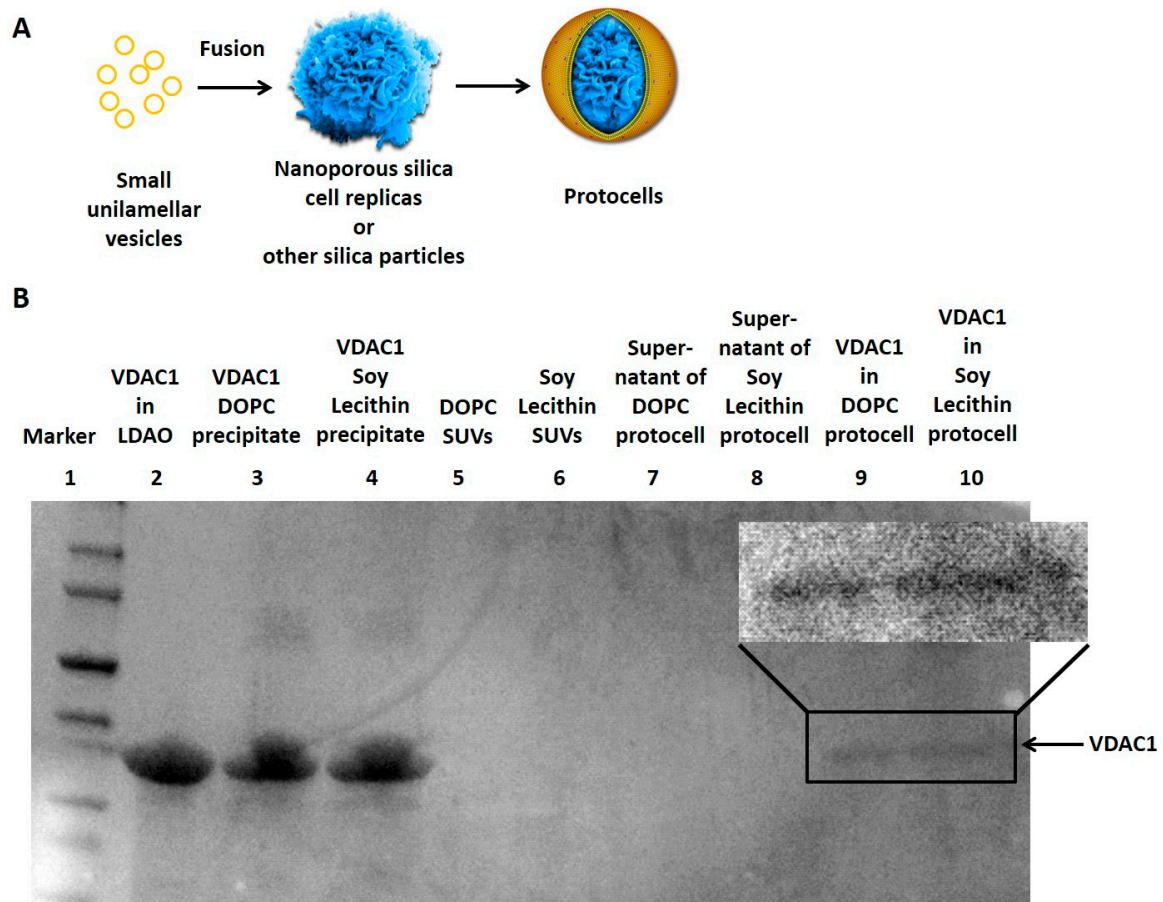 A
Fusion
Small
unilamellar
vesicles
Nanoporous silica
cell replicas
or
other silica particles
Protocells
B
Marker
1
VDAC1
in
LDAO
2
VDAC1
DOPC
precipitate
3
VDAC1
Soy
Lecithin
precipitate
4
DOPC
SUVs
5
Soy
Lecithin
SUVs
6
Super-
natant of
DOPC
protocell
7
Super-
natant of
Soy
Lecithin
protocell
8
VDAC1
in
DOPC
protocell
9
VDAC1
in
Soy
Lecithin
protocell
10
VDAC1